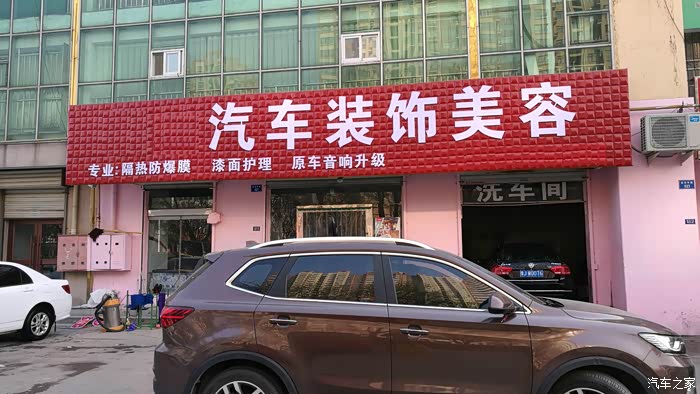 汽车装饰美容
专业:隔热防爆膜 漆面护理 原车音响升级
洗车间
汽车之家